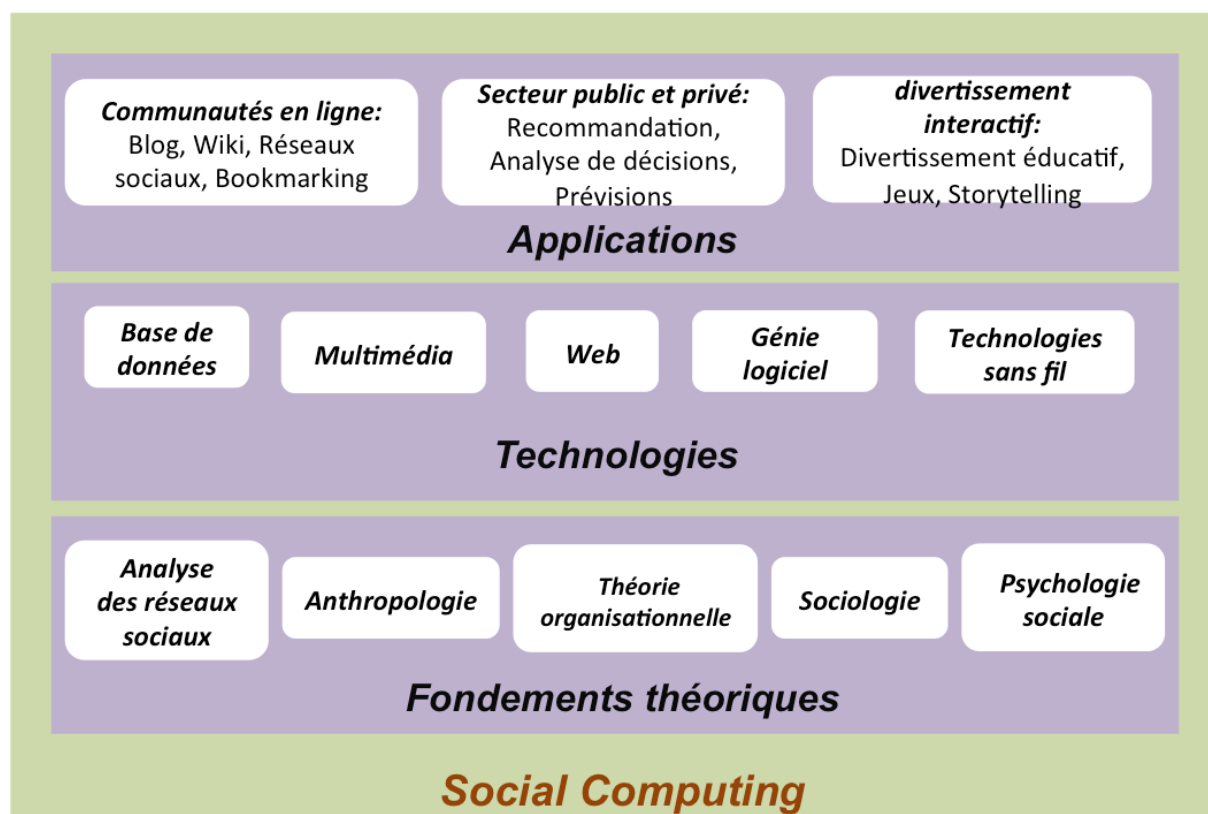 Communautés en ligne:
Blog, Wiki, Réseaux
sociaux, Bookmarking
Secteur public et privé:
Recommandation,
Analyse de décisions,
Prévisions
divertissement
interactif:
Divertissement éducatif,
Jeux, Storytelling
Applications
Base de
données
Multimédia
Web
Génie
logiciel
Technologies
sans fil
Technologies
Analyse
des réseaux
sociaux
Anthropologie
Théorie
organisationnelle
Sociologie
Psychologie
sociale
Fondements théoriques
Social Computing